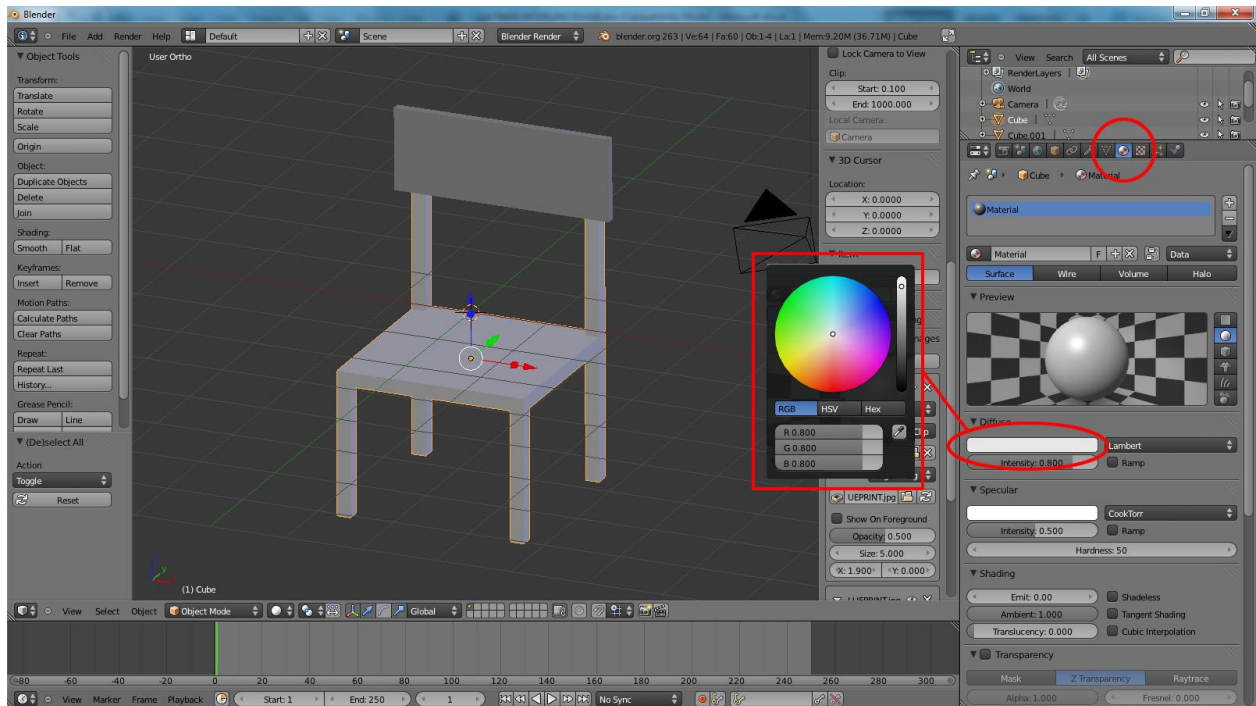 Blender
File Add Render Help Default Scene Blender Render blender.org 263 | Ve:64 | Fa:60 | Ob:1-4 | La:1 | Mem:9.20M (36.71M) | Cube
Object Tools
Transform:
Translate
Rotate
Scale
Origin
Object:
Duplicate Objects
Delete
Join
Shading:
Smooth Flat
Keyframes:
Insert Remove
Motion Paths:
Calculate Paths
Clear Paths
Repeat:
Repeat Last
History...
Grease Pencil:
Draw Line
(De)select All
Action
Toggle
Reset
User Ortho
(1) Cube
Lock Camera to View
Clip:
Start: 0.100
End: 1000.000
Local Camera:
Camera
3D Cursor
Location:
X: 0.0000
Y: 0.0000
Z: 0.0000
Item
RGB HSV Hex
R 0.800
G 0.800
B 0.800
UEPRINT.jpg
Show On Foreground
Opacity: 0.500
Size: 5.000
X: 1.900 Y: 0.000
View Search All Scenes
RenderLayers |
World
Camera |
Cube |
Cube.001 |
Cube Material
Material
Material F Data
Surface Wire Volume Halo
Preview
Diffuse
Lambert
Intensity: 0.800 Ramp
Specular
CookTorr
Intensity: 0.500 Ramp
Hardness: 50
Shading
Emit: 0.00 Shadeless
Ambient: 1.000 Tangent Shading
Translucency: 0.000 Cubic Interpolation
Transparency
Mask Z Transparency Raytrace
Alpha: 1.000 Fresnel: 0.000
View Select Object Object Mode Global
-80 -60 -40 -20 0 20 40 60 80 100 120 140 160 180 200 220 240 260 280 300
View Marker Frame Playback Start: 1 End: 250 1 No Sync